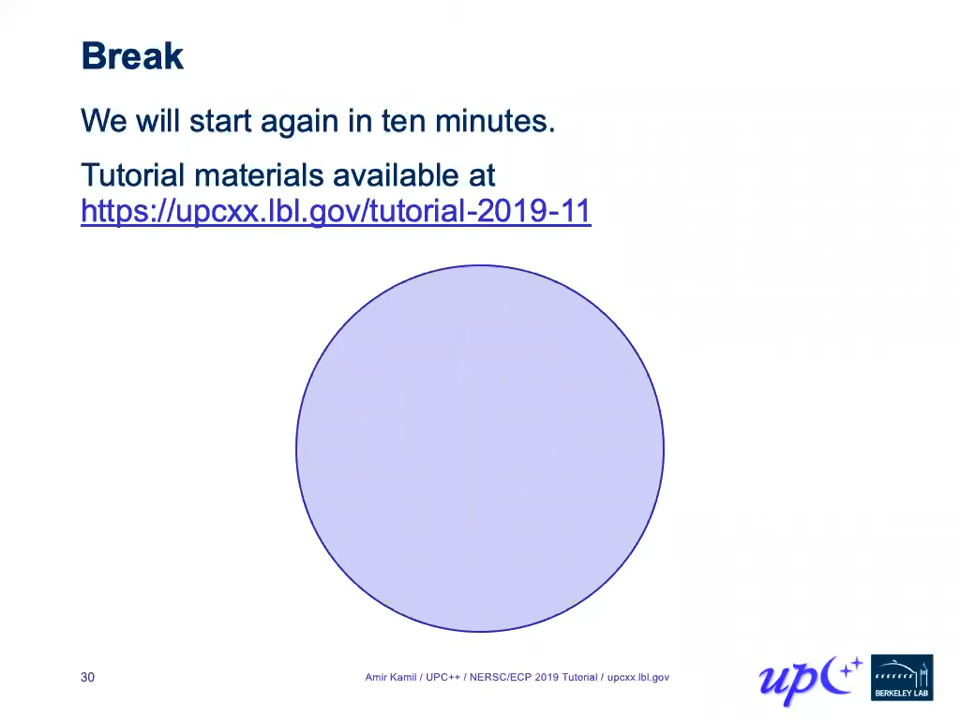 Break
We will start again in ten minutes.
Tutorial materials available at
https://upcxx.lbl.gov/tutorial-2019-11
30
Amir Kamil / UPC++ / NERSC/ECP 2019 Tutorial / upcxx.lbl.gov
upc++
BERKELEY LAB